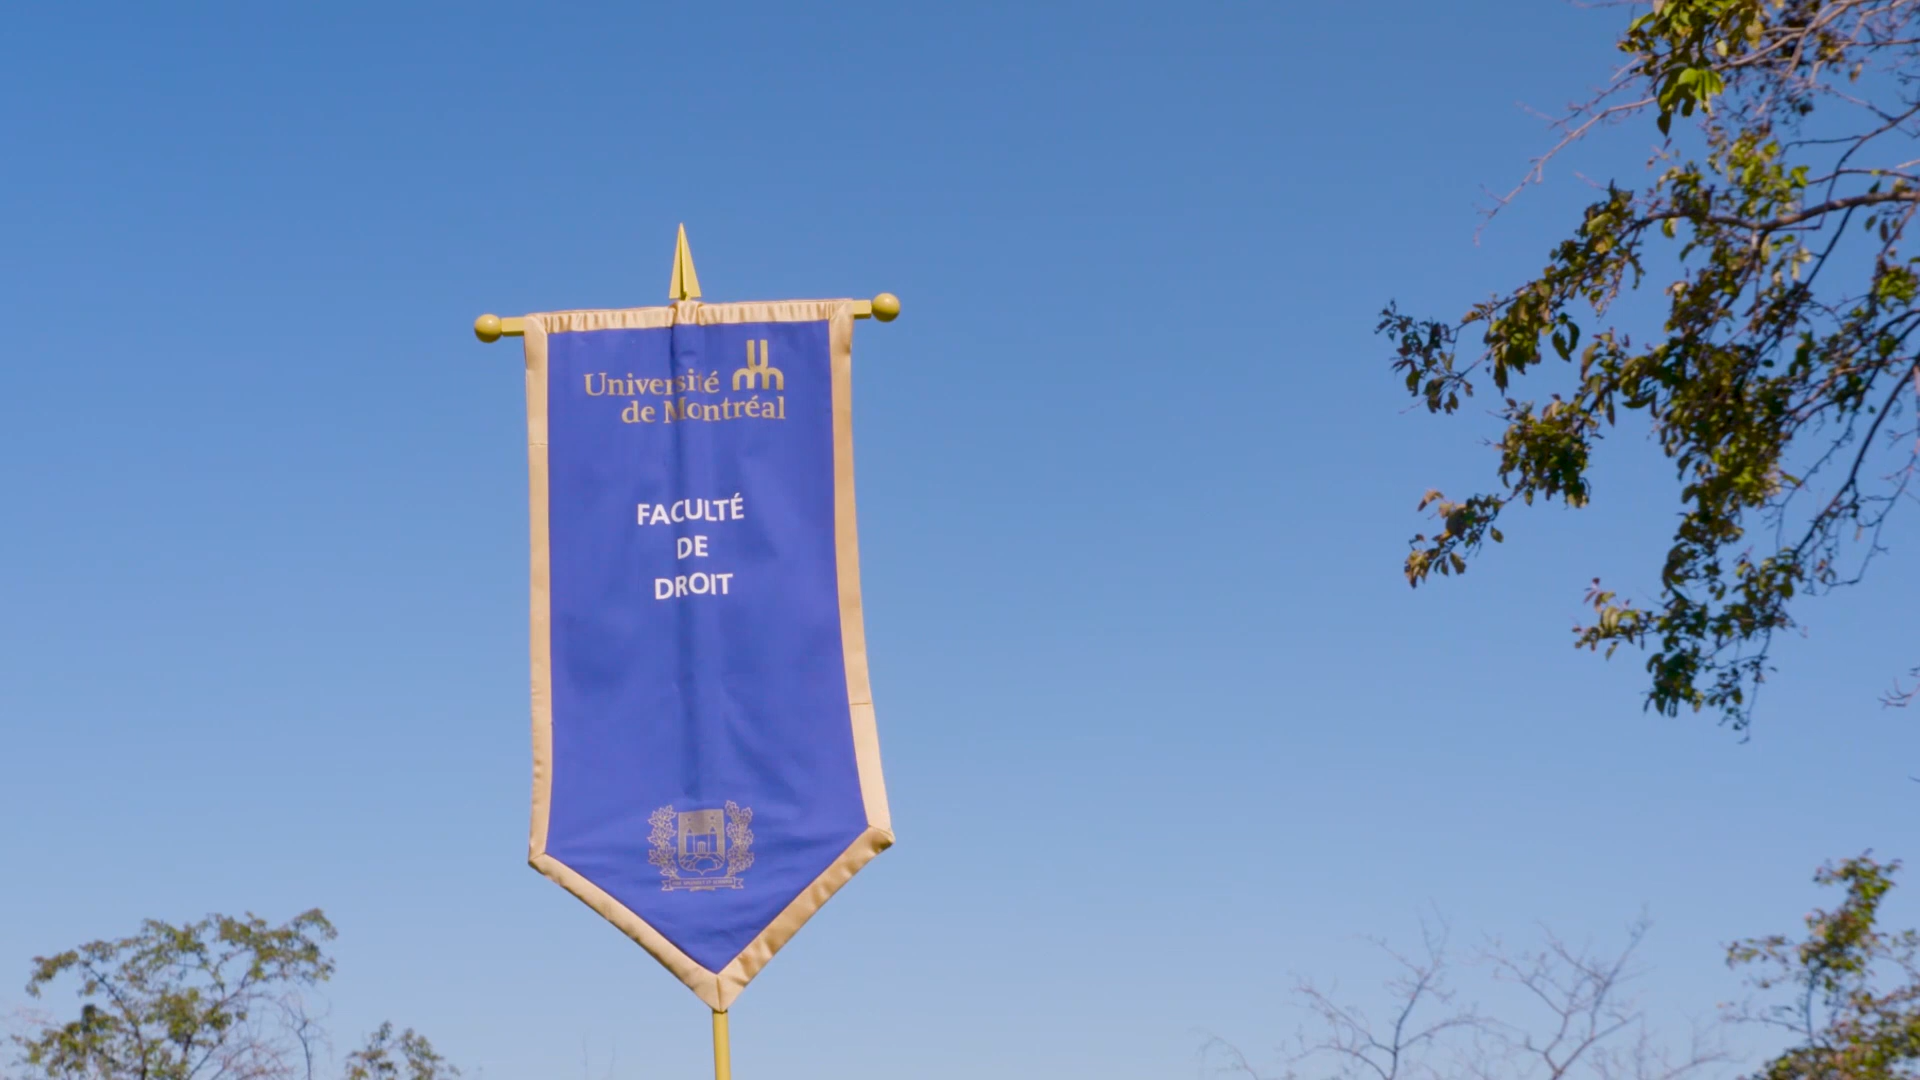 Université
de Montréal
FACULTÉ
DE
DROIT